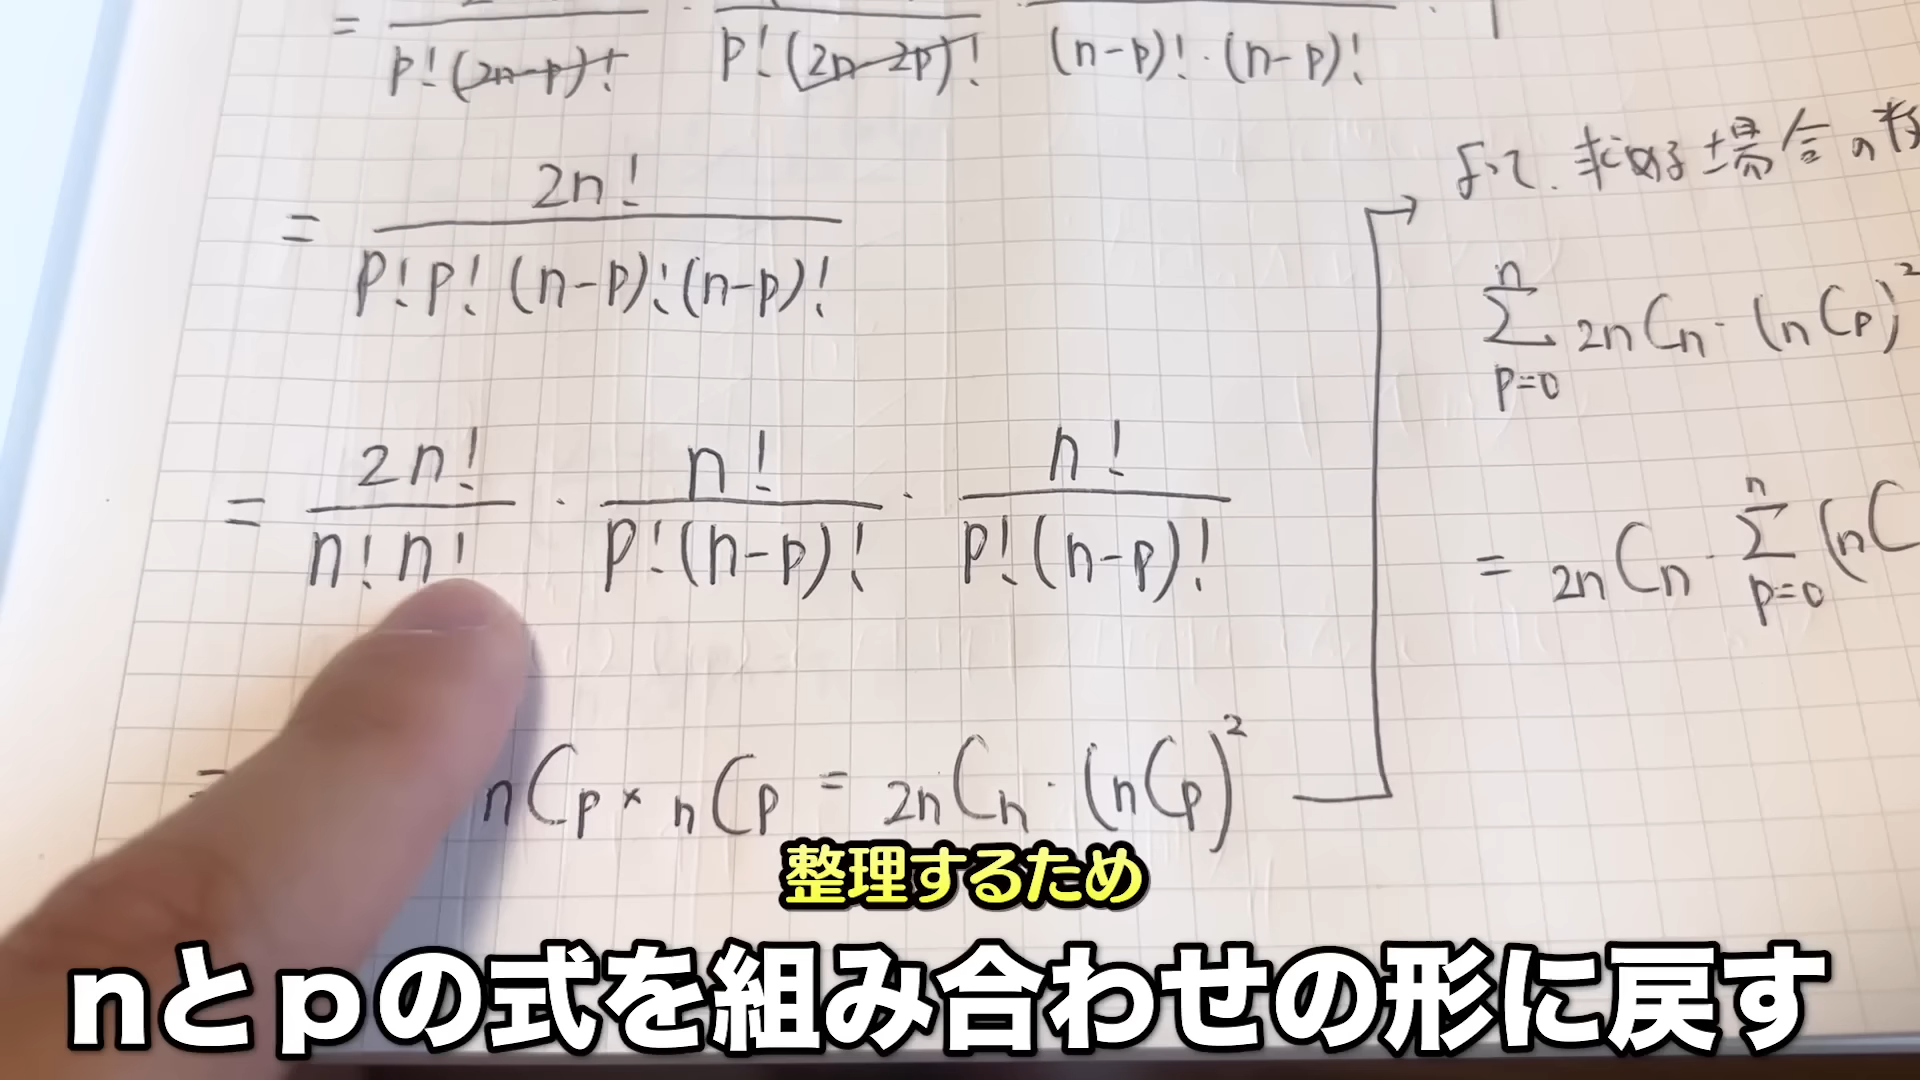 = p!(2n-p)! · p!(2n-2p)! · (n-p)!·(n-p)! ·
= 2n! / p!p!(n-p)!(n-p)!
= 2n! / n!n! · n! / p!(n-p)! · n! / p!(n-p)!
= nCp × nCp = 2nCn · (nCp)²
よって、求める場合の
n
Σ 2nCn · (nCp)²
p=0
n
= 2nCn · Σ (nC
p=0
整理するため
nとpの式を組み合わせの形に戻す